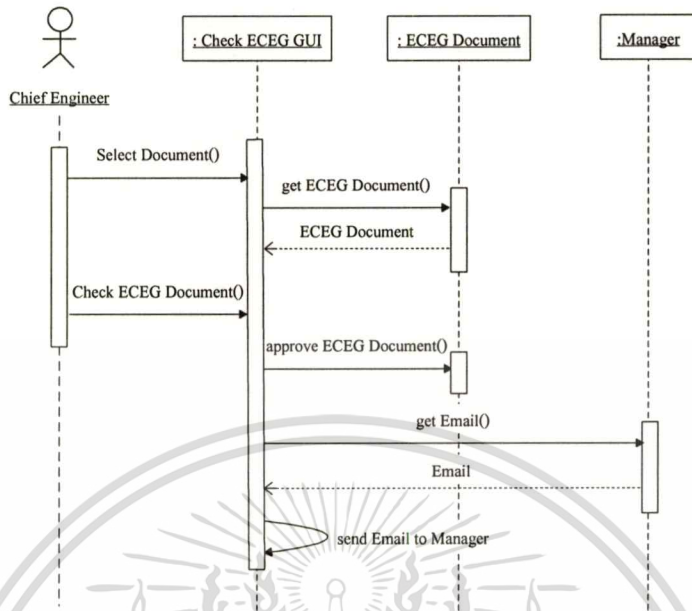 : Check ECEG GUI
: ECEG Document
:Manager
Chief Engineer
Select Document()
get ECEG Document()
ECEG Document
Check ECEG Document()
approve ECEG Document()
get Email()
Email
send Email to Manager